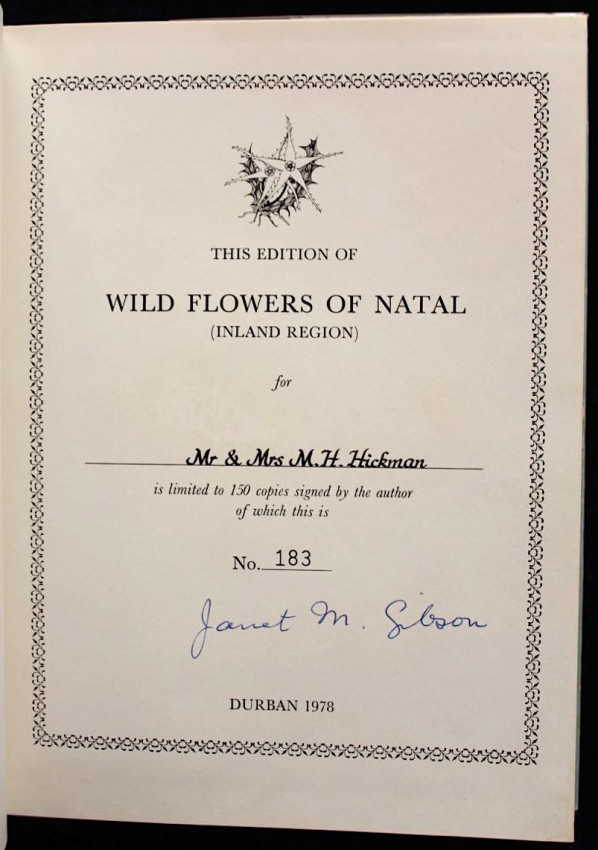 THIS EDITION OF
WILD FLOWERS OF NATAL
(INLAND REGION)
for
Mr & Mrs M.H. Hickman
is limited to 150 copies signed by the author
of which this is
No. 183
Janet M. Gibson
DURBAN 1978